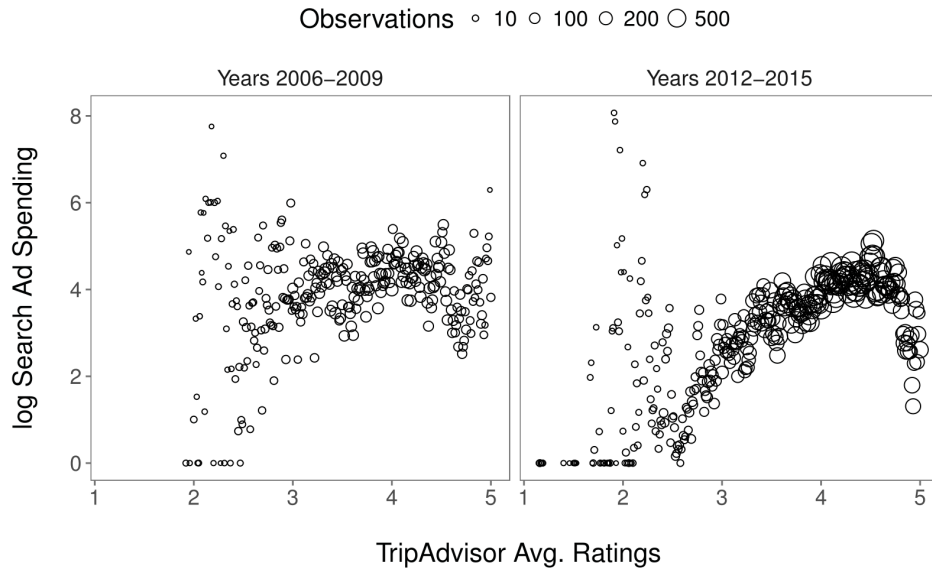 Observations 10 100 200 500
Years 2006−2009 Years 2012−2015
8
6
4
2
0
1 2 3 4 5 1 2 3 4 5
log Search Ad Spending
TripAdvisor Avg. Ratings